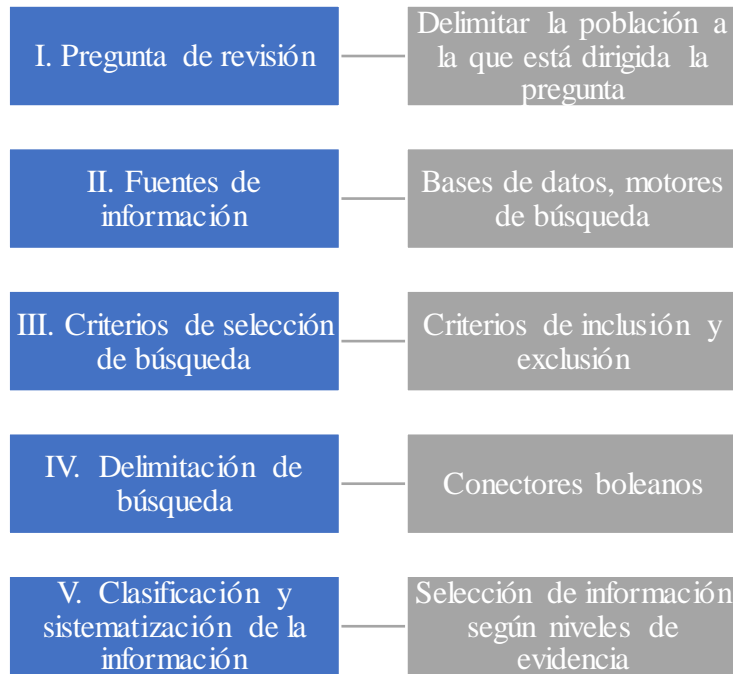 I. Pregunta de revisión
Delimitar la población a
la que está dirigida la
pregunta
II. Fuentes de
información
Bases de datos, motores
de búsqueda
III. Criterios de selección
de búsqueda
Criterios de inclusión y
exclusión
IV. Delimitación de
búsqueda
Conectores boleanos
V. Clasificación y
sistematización de la
información
Selección de información
según niveles de
evidencia